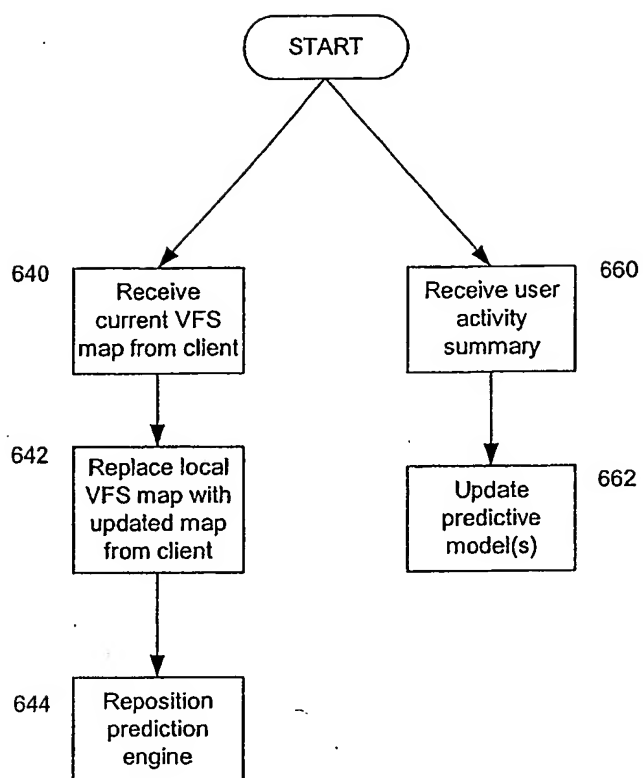 START
640
Receive
current VFS
map from client
660
Receive user
activity
summary
642
Replace local
VFS map with
updated map
from client
662
Update
predictive
model(s)
644
Reposition
prediction
engine